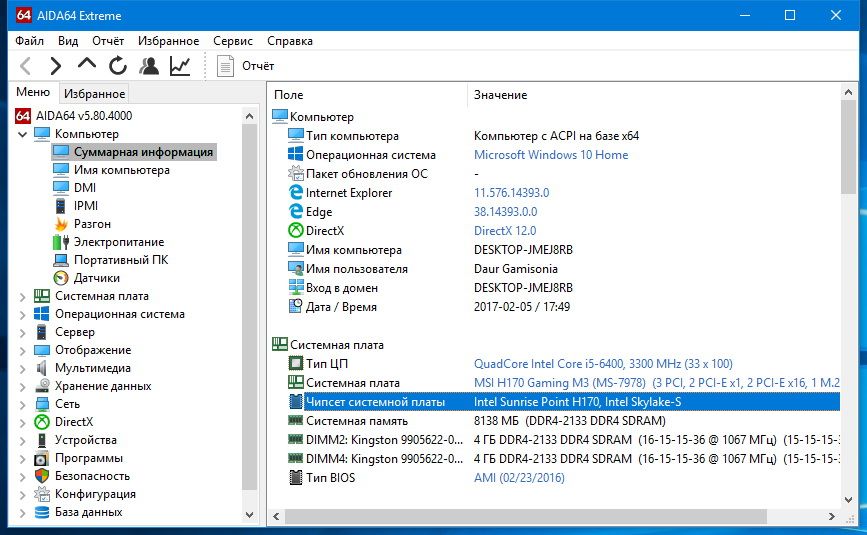 64 AIDA64 Extreme
Файл Вид Отчёт Избранное Сервис Справка
Отчёт
Меню Избранное
64 AIDA64 v5.80.4000
Компьютер
Суммарная информация
Имя компьютера
DMI
IPMI
Разгон
Электропитание
Портативный ПК
Датчики
Системная плата
Операционная система
Сервер
Отображение
Мультимедиа
Хранение данных
Сеть
DirectX
Устройства
Программы
Безопасность
Конфигурация
База данных
Поле Значение
Компьютер
Тип компьютера Компьютер с ACPI на базе x64
Операционная система Microsoft Windows 10 Home
Пакет обновления ОС -
Internet Explorer 11.576.14393.0
Edge 38.14393.0.0
DirectX DirectX 12.0
Имя компьютера DESKTOP-JMEJ8RB
Имя пользователя Daur Gamisonia
Вход в домен DESKTOP-JMEJ8RB
Дата / Время 2017-02-05 / 17:49
Системная плата
Тип ЦП QuadCore Intel Core i5-6400, 3300 MHz (33 x 100)
Системная плата MSI H170 Gaming M3 (MS-7978) (3 PCI, 2 PCI-E x1, 2 PCI-E x16, 1 M.2
Чипсет системной платы Intel Sunrise Point H170, Intel Skylake-S
Системная память 8138 МБ (DDR4-2133 DDR4 SDRAM)
DIMM2: Kingston 9905622-0... 4 ГБ DDR4-2133 DDR4 SDRAM (16-15-15-36 @ 1067 МГц) (15-15-15-3
DIMM4: Kingston 9905622-0... 4 ГБ DDR4-2133 DDR4 SDRAM (16-15-15-36 @ 1067 МГц) (15-15-15-3
Тип BIOS AMI (02/23/2016)